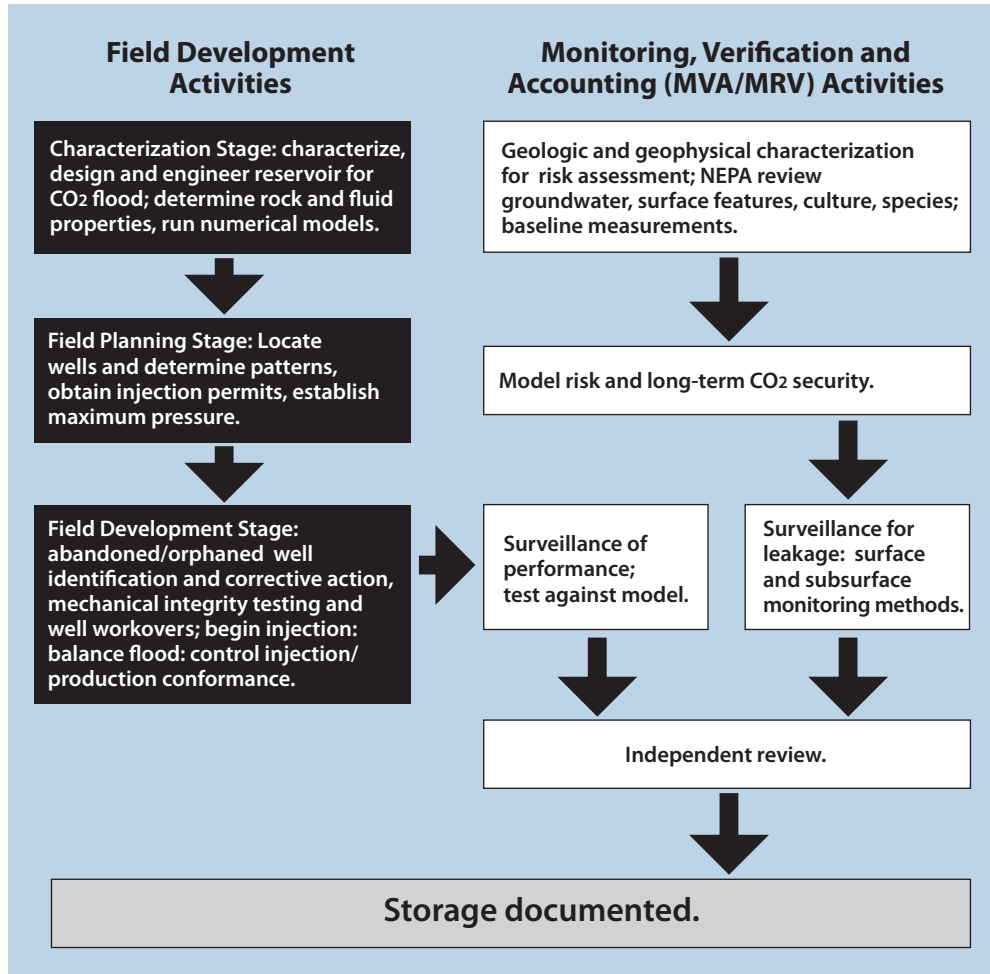 Field Development
Activities
Monitoring, Verification and
Accounting (MVA/MRV) Activities
Characterization Stage: characterize,
design and engineer reservoir for
CO2 flood; determine rock and fluid
properties, run numerical models.
Geologic and geophysical characterization
for risk assessment; NEPA review
groundwater, surface features, culture, species;
baseline measurements.
Field Planning Stage: Locate
wells and determine patterns,
obtain injection permits, establish
maximum pressure.
Model risk and long-term CO2 security.
Field Development Stage:
abandoned/orphaned well
identification and corrective action,
mechanical integrity testing and
well workovers; begin injection:
balance flood: control injection/
production conformance.
Surveillance of
performance;
test against model.
Surveillance for
leakage: surface
and subsurface
monitoring methods.
Independent review.
Storage documented.